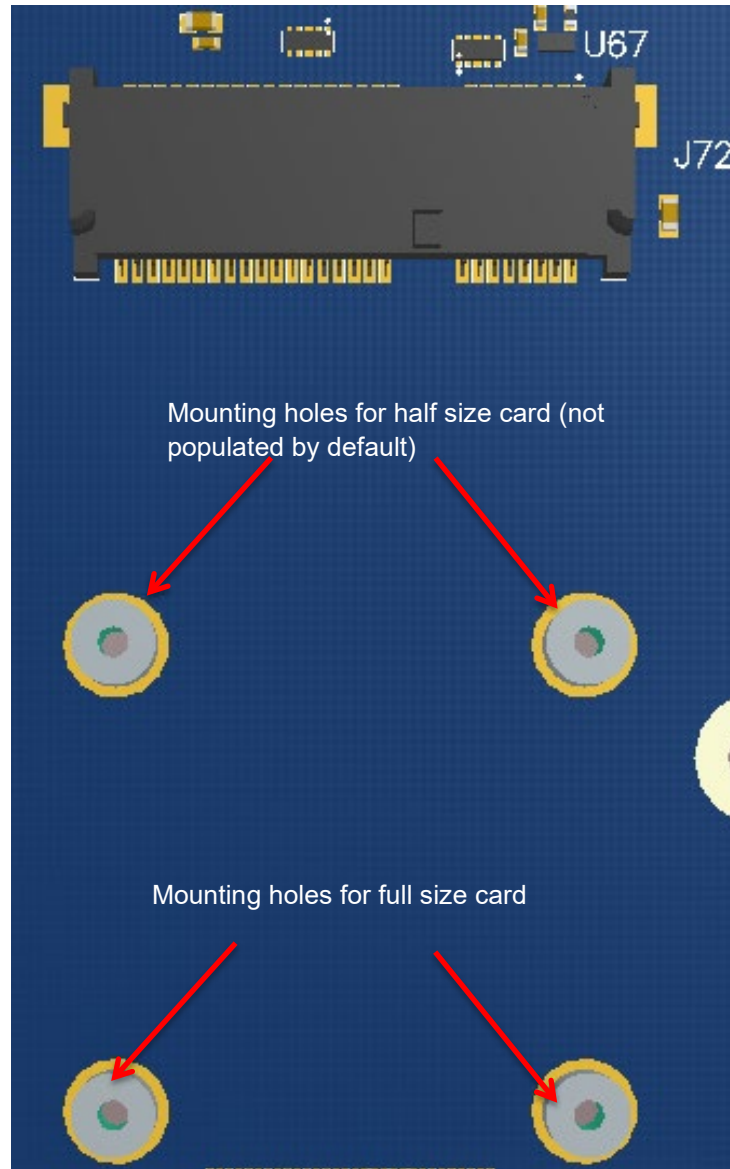 U67
J72
Mounting holes for half size card (not
populated by default)
Mounting holes for full size card